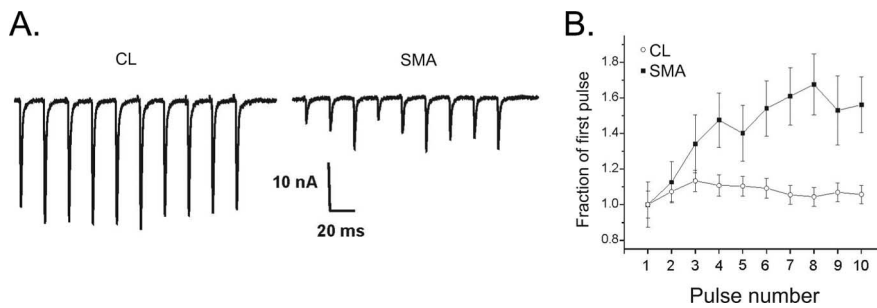 A.
CL
SMA
10 nA
20 ms
B.
CL
SMA
Fraction of first pulse
1.8
1.6
1.4
1.2
1.0
0.8
1 2 3 4 5 6 7 8 9 10
Pulse number